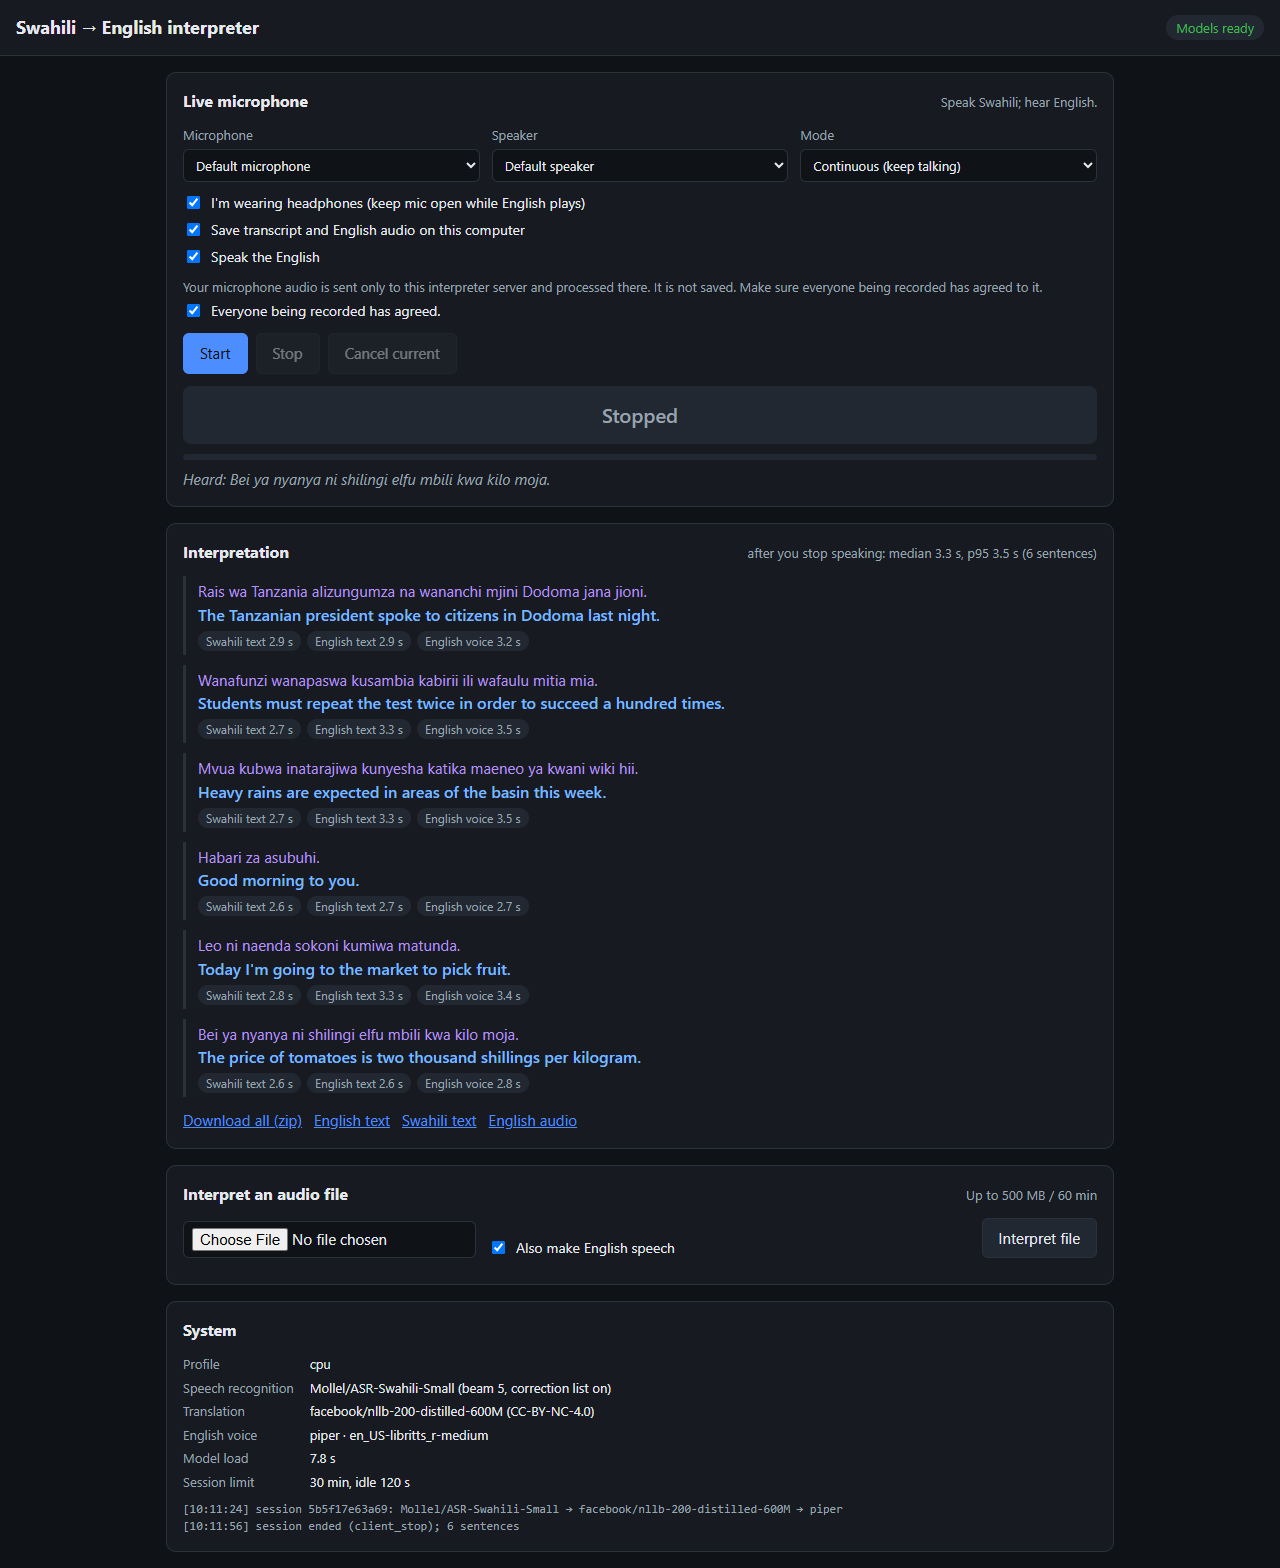 Swahili → English interpreter
Models ready
Live microphone
Speak Swahili; hear English.
Microphone
Speaker
Mode
Default microphone
Default speaker
Continuous (keep talking)
I'm wearing headphones (keep mic open while English plays)
Save transcript and English audio on this computer
Speak the English
Your microphone audio is sent only to this interpreter server and processed there. It is not saved. Make sure everyone being recorded has agreed to it.
Everyone being recorded has agreed.
Start
Stop
Cancel current
Stopped
Heard: Bei ya nyanya ni shilingi elfu mbili kwa kilo moja.
Interpretation
after you stop speaking: median 3.3 s, p95 3.5 s (6 sentences)
Rais wa Tanzania alizungumza na wananchi mjini Dodoma jana jioni.
The Tanzanian president spoke to citizens in Dodoma last night.
Swahili text 2.9 s
English text 2.9 s
English voice 3.2 s
Wanafunzi wanapaswa kusambia kabirii ili wafaulu mitia mia.
Students must repeat the test twice in order to succeed a hundred times.
Swahili text 2.7 s
English text 3.3 s
English voice 3.5 s
Mvua kubwa inatarajiwa kunyesha katika maeneo ya kwani wiki hii.
Heavy rains are expected in areas of the basin this week.
Swahili text 2.7 s
English text 3.3 s
English voice 3.5 s
Habari za asubuhi.
Good morning to you.
Swahili text 2.6 s
English text 2.7 s
English voice 2.7 s
Leo ni naenda sokoni kumiwa matunda.
Today I'm going to the market to pick fruit.
Swahili text 2.8 s
English text 3.3 s
English voice 3.4 s
Bei ya nyanya ni shilingi elfu mbili kwa kilo moja.
The price of tomatoes is two thousand shillings per kilogram.
Swahili text 2.6 s
English text 2.6 s
English voice 2.8 s
Download all (zip)
English text
Swahili text
English audio
Interpret an audio file
Up to 500 MB / 60 min
Choose File No file chosen
Also make English speech
Interpret file
System
Profile cpu
Speech recognition Mollel/ASR-Swahili-Small (beam 5, correction list on)
Translation facebook/nllb-200-distilled-600M (CC-BY-NC-4.0)
English voice piper · en_US-libritts_r-medium
Model load 7.8 s
Session limit 30 min, idle 120 s
[10:11:24] session 5b5f17e63a69: Mollel/ASR-Swahili-Small → facebook/nllb-200-distilled-600M → piper
[10:11:56] session ended (client_stop); 6 sentences